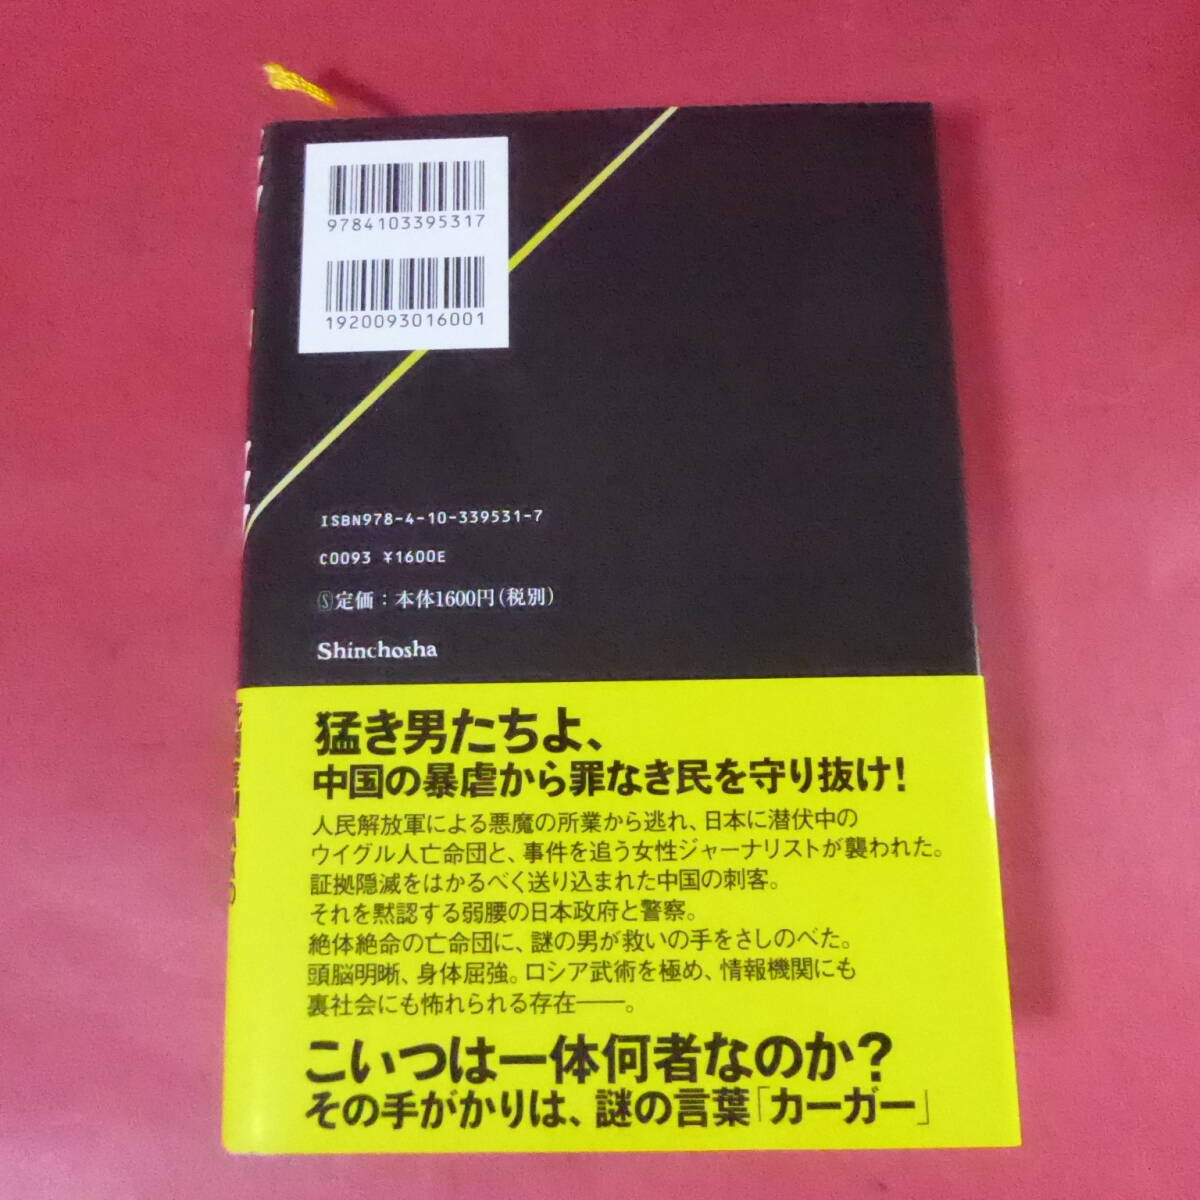 9784103395317
1920093016001
ISBN978-4-10-339531-7
C0093 ¥1600E
Ⓢ定価：本体1600円（税別）
Shinchosha
猛き男たちよ、
中国の暴虐から罪なき民を守り抜け！
人民解放軍による悪魔の所業から逃れ、日本に潜伏中の
ウイグル人亡命団と、事件を追う女性ジャーナリストが襲われた。
証拠隠滅をはかるべく送り込まれた中国の刺客。
それを黙認する弱腰の日本政府と警察。
絶体絶命の亡命団に、謎の男が救いの手をさしのべた。
頭脳明晰、身体屈強。ロシア武術を極め、情報機関にも
裏社会にも怖れられる存在――。
こいつは一体何者なのか？
その手がかりは、謎の言葉「カーガー」